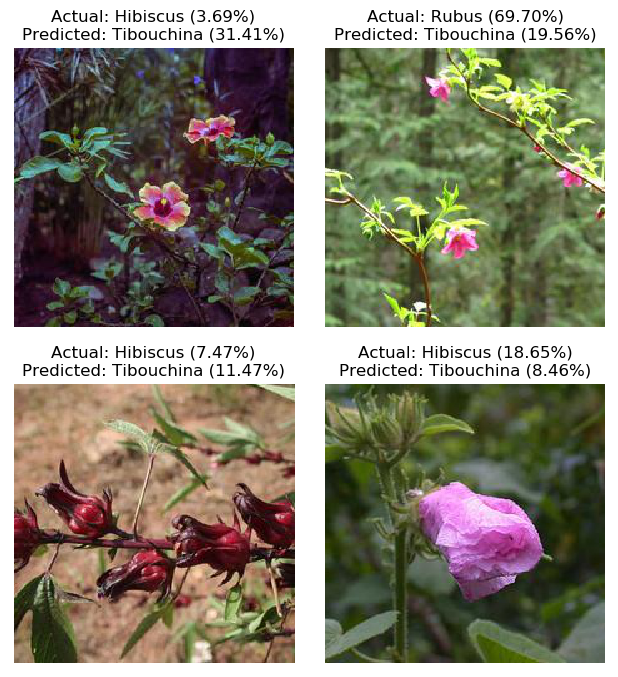 Actual: Hibiscus (3.69%)
Predicted: Tibouchina (31.41%)
Actual: Rubus (69.70%)
Predicted: Tibouchina (19.56%)
Actual: Hibiscus (7.47%)
Predicted: Tibouchina (11.47%)
Actual: Hibiscus (18.65%)
Predicted: Tibouchina (8.46%)